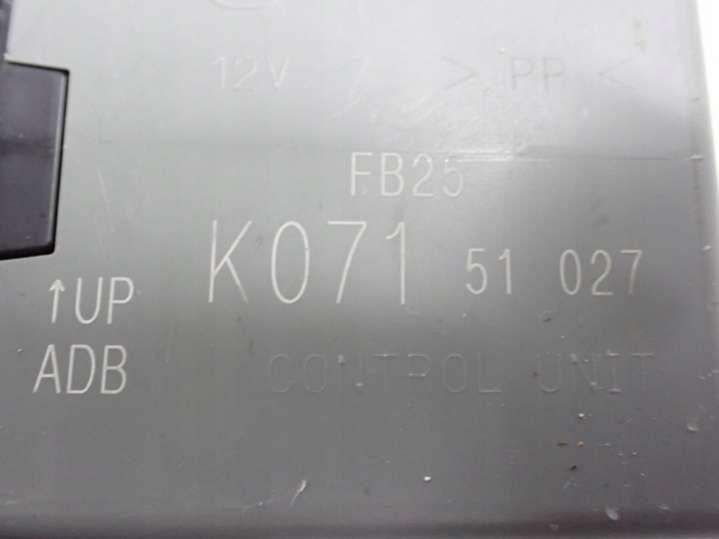 12V > PP <
FB25
K071 51 027
↑UP
ADB CONTROL UNIT